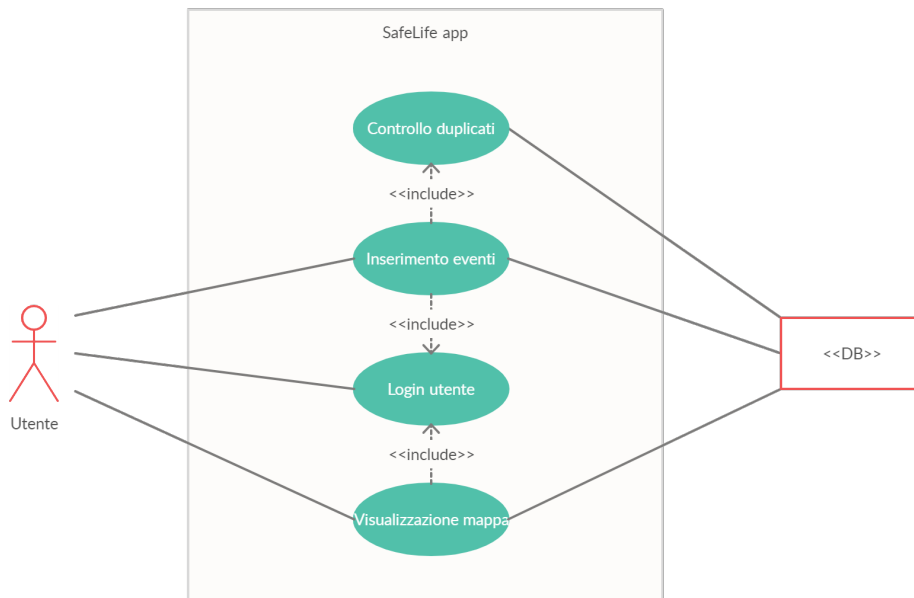 SafeLife app
Controllo duplicati
<<include>>
Inserimento eventi
<<include>>
<<DB>>
Login utente
Utente
<<include>>
Visualizzazione mappa